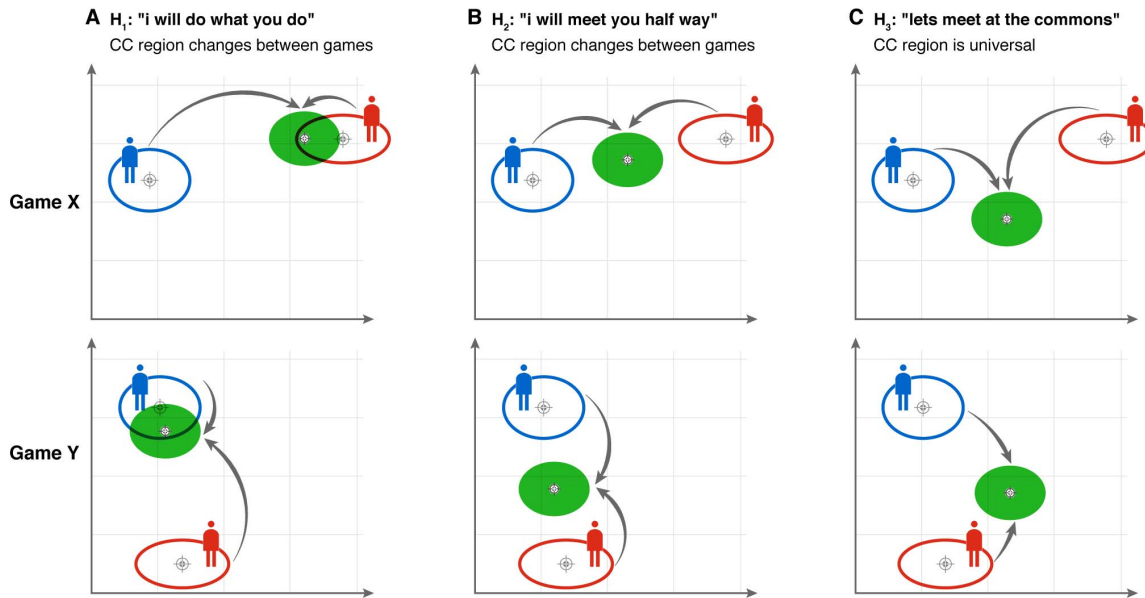 A H₁: "i will do what you do"
CC region changes between games
B H₂: "i will meet you half way"
CC region changes between games
C H₃: "lets meet at the commons"
CC region is universal
Game X
Game Y